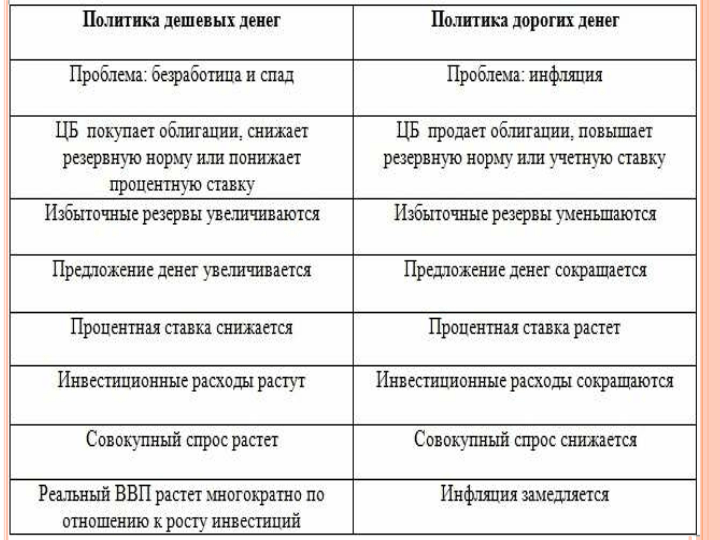 Политика дешевых денег
Политика дорогих денег
Проблема: безработица и спад
Проблема: инфляция
ЦБ покупает облигации, снижает
резервную норму или понижает
процентную ставку
ЦБ продает облигации, повышает
резервную норму или учетную ставку
Избыточные резервы увеличиваются
Избыточные резервы уменьшаются
Предложение денег увеличивается
Предложение денег сокращается
Процентная ставка снижается
Процентная ставка растет
Инвестиционные расходы растут
Инвестиционные расходы сокращаются
Совокупный спрос растет
Совокупный спрос снижается
Реальный ВВП растет многократно по
отношению к росту инвестиций
Инфляция замедляется